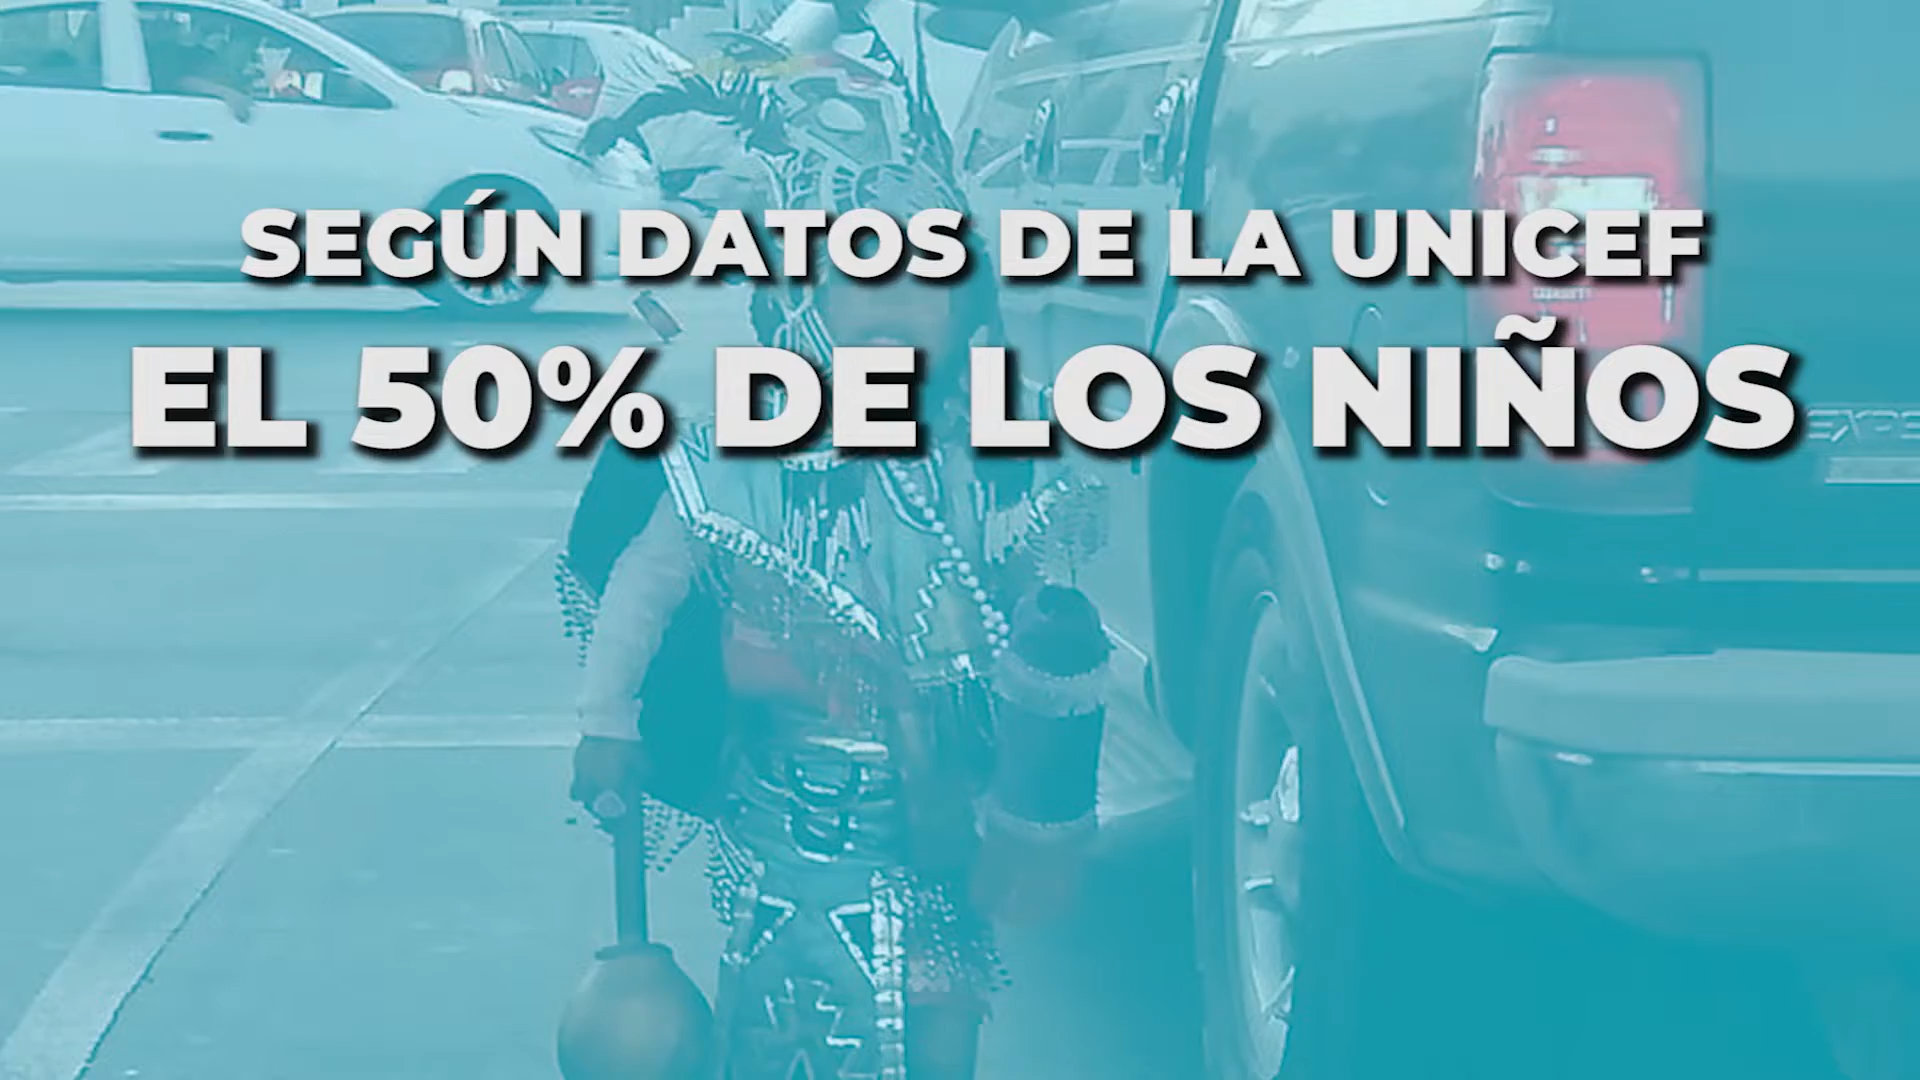 SEGÚN DATOS DE LA UNICEF
EL 50% DE LOS NIÑOS